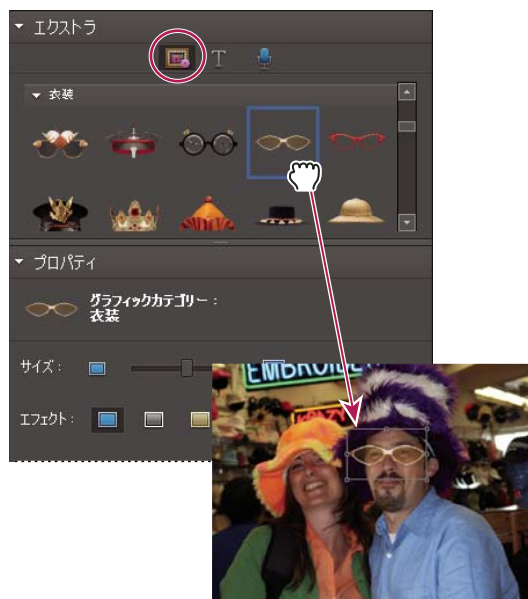 エクストラ
T
衣装
プロパティ
グラフィックカテゴリー :
衣装
サイズ :
エフェクト :